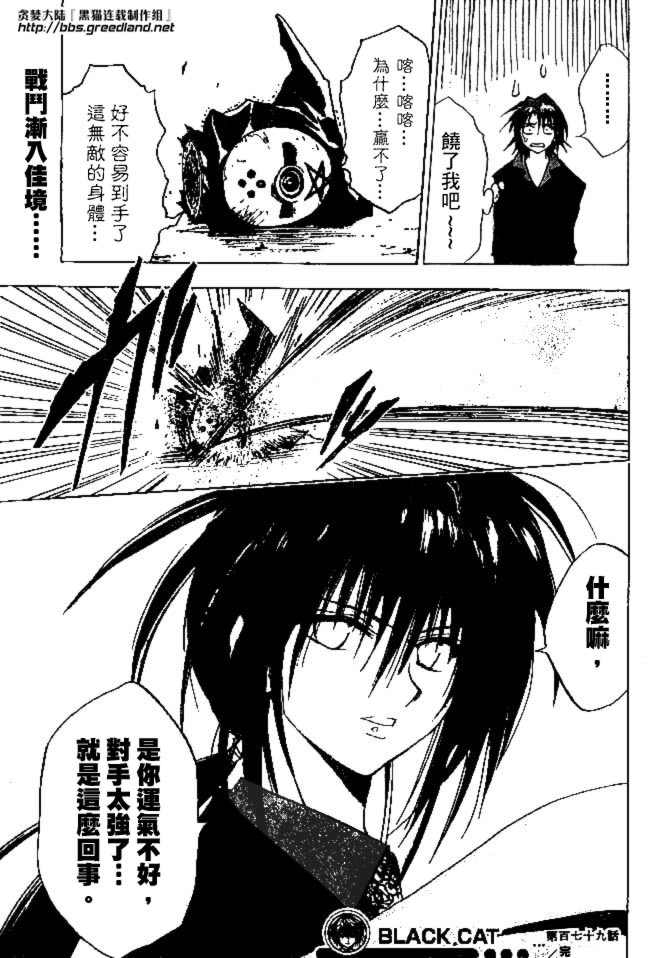 贪婪大陆『黑猫连载制作组』
http://bbs.greedland.net
………
饒了我吧~~~
喀…喀喀…
為什麼…贏不了…
好不容易到手了
這無敵的身體…
戰鬥漸入佳境……
ガガッ
什麼嘛，
是你運氣不好，
對手太強了…
就是這麼回事。
BLACK CAT
…第百七十九話／完